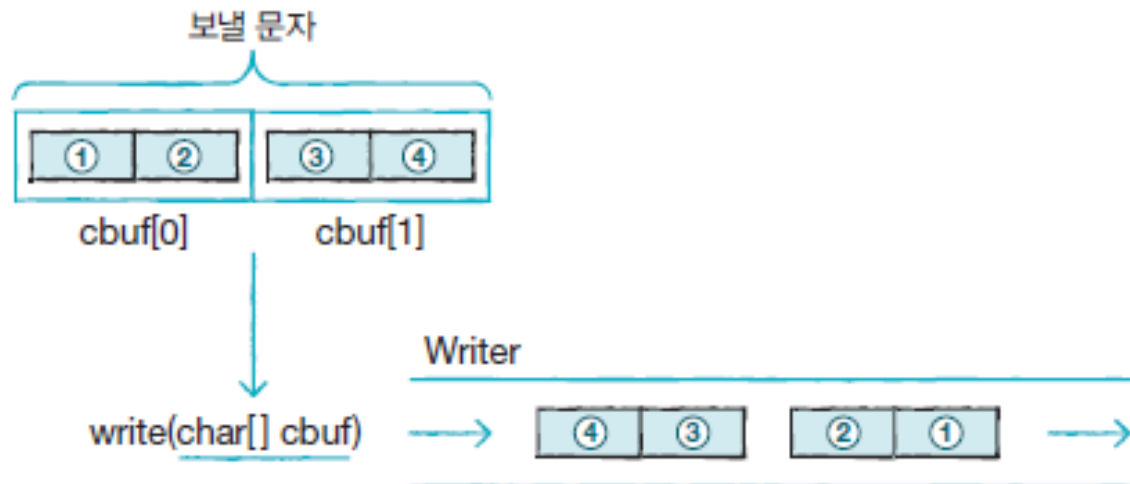 보낼 문자
① ② ③ ④
cbuf[0] cbuf[1]
Writer
write(char[] cbuf) ④ ③ ② ①